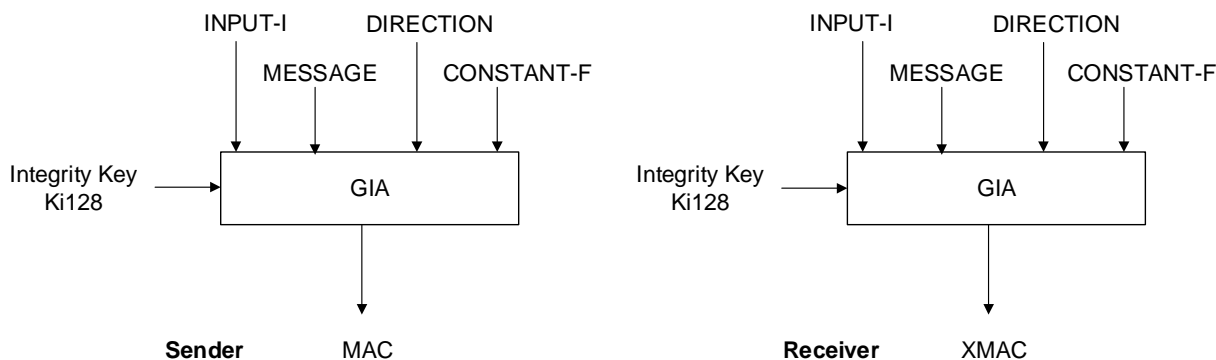 INPUT-I DIRECTION
MESSAGE CONSTANT-F
Integrity Key
Ki128
GIA
Sender MAC
INPUT-I DIRECTION
MESSAGE CONSTANT-F
Integrity Key
Ki128
GIA
Receiver XMAC